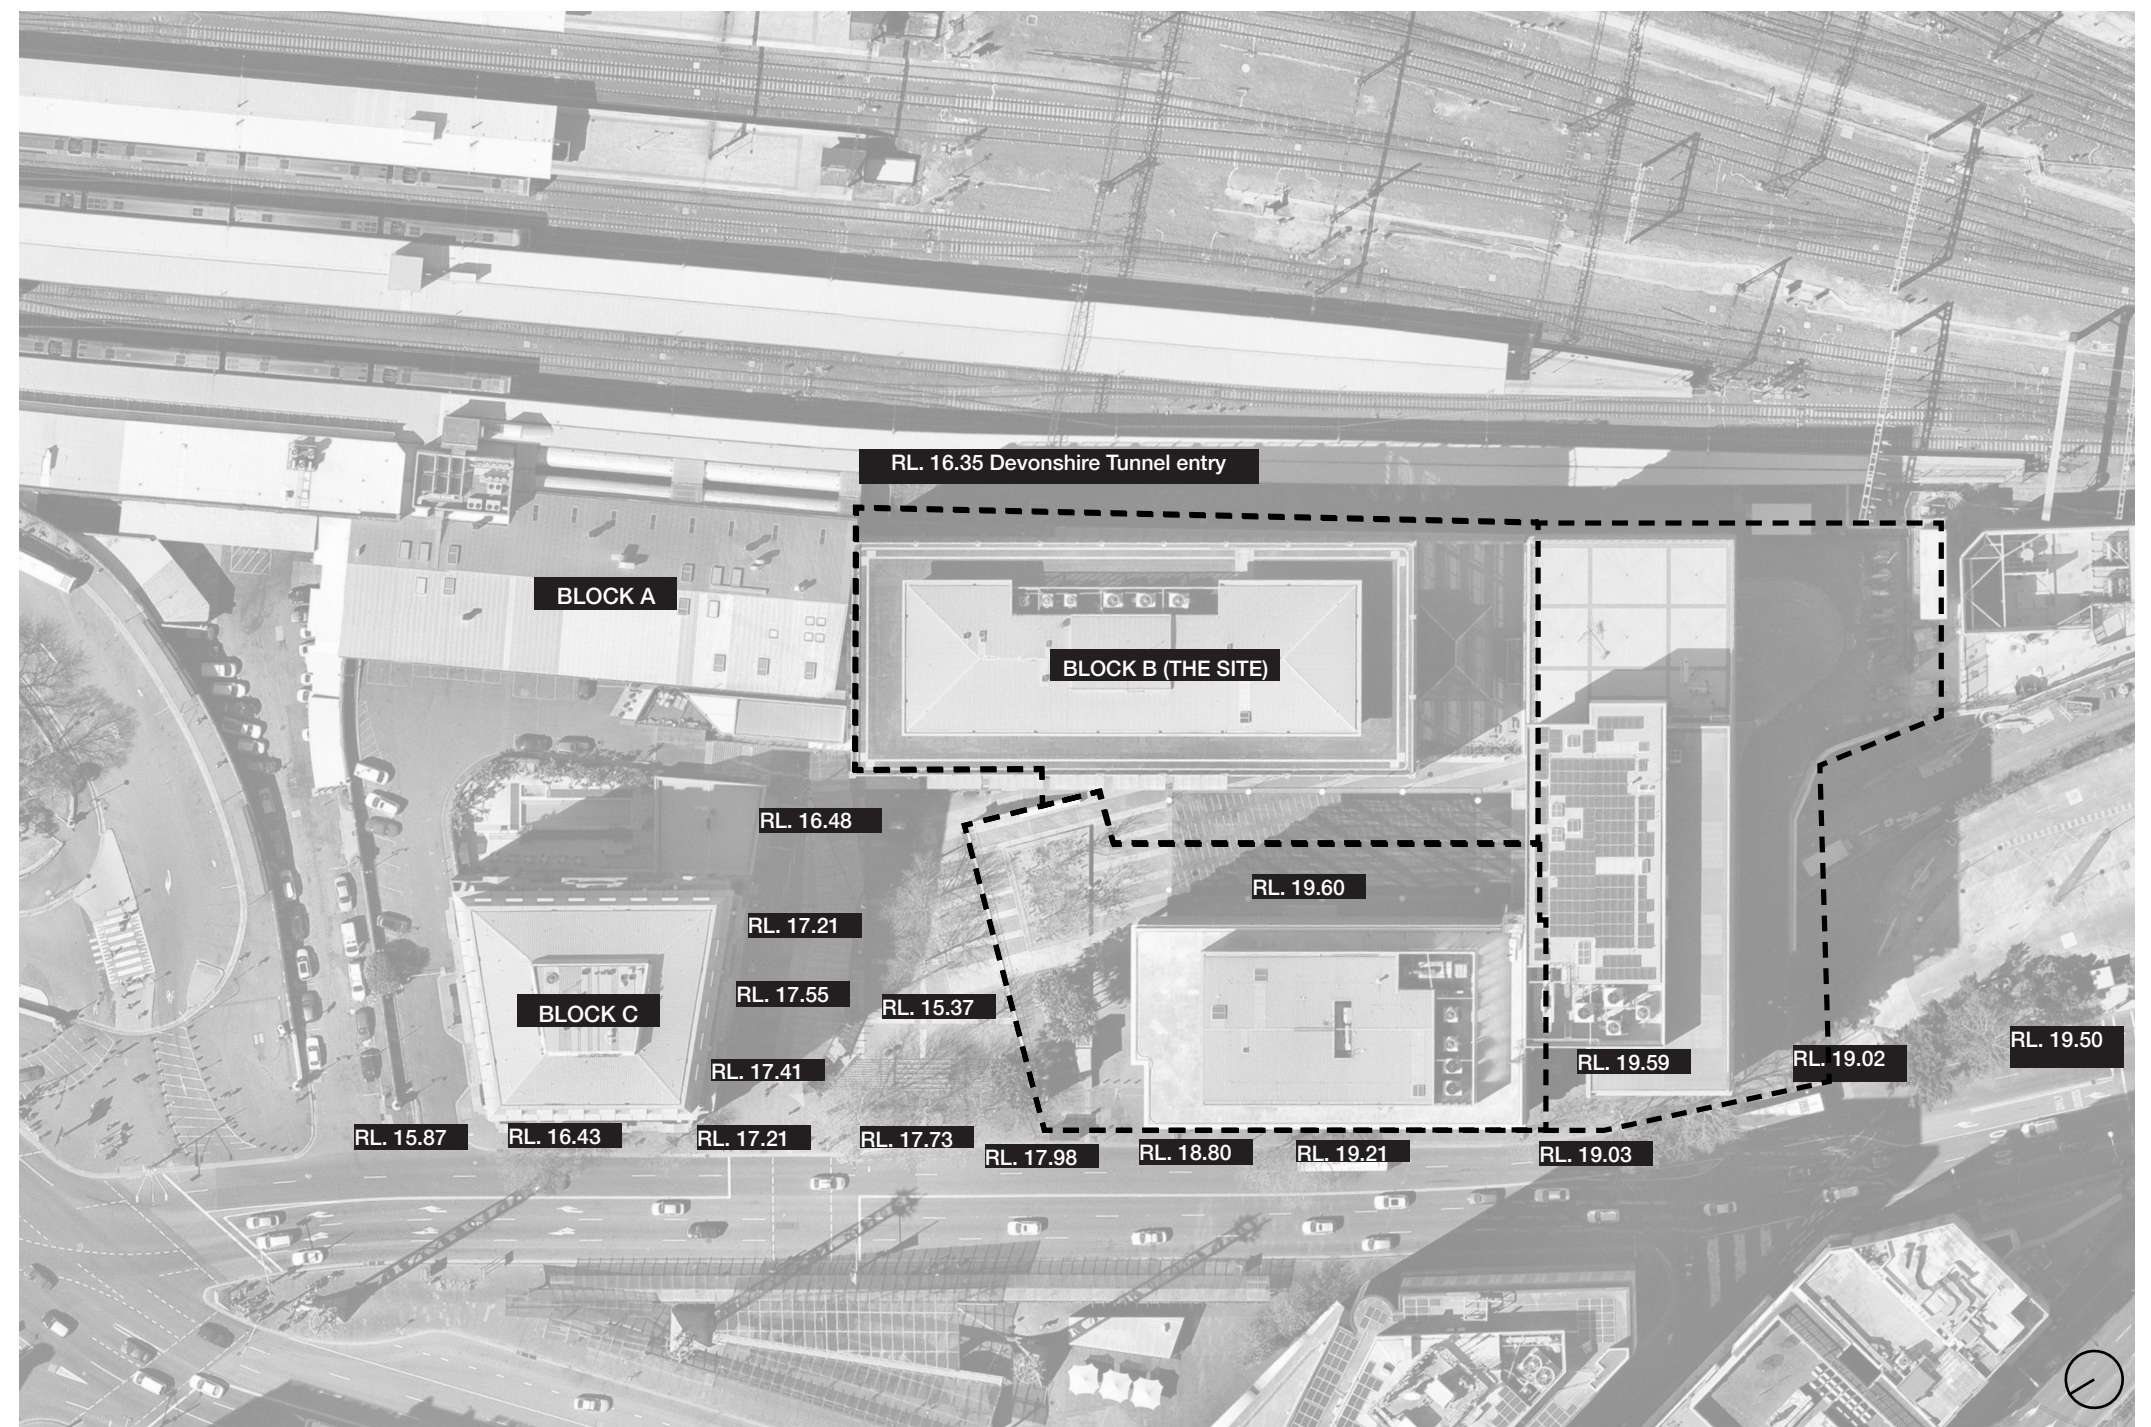 RL. 16.35 Devonshire Tunnel entry
BLOCK A
BLOCK B (THE SITE)
RL. 16.48
RL. 19.60
RL. 17.21
RL. 17.55
RL. 15.37
BLOCK C
RL. 17.41
RL. 19.59
RL. 19.02
RL. 19.50
RL. 15.87
RL. 16.43
RL. 17.21
RL. 17.73
RL. 17.98
RL. 18.80
RL. 19.21
RL. 19.03